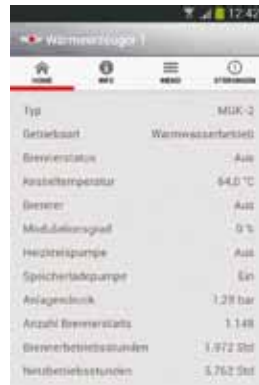 12:42
Wärmeerzeuger 1
HOME INFO MENÜ STÖRUNGEN
Typ MGK-2
Betriebsart Warmwasserbetrieb
Brennerstatus Aus
Kesseltemperatur 64,0 °C
Brenner Aus
Modulationsgrad 0 %
Heizkreispumpe Aus
Speicherladepumpe Ein
Anlagendruck 1,29 bar
Anzahl Brennerstarts 1.149
Brennerbetriebsstunden 1.972 Std
Netzbetriebsstunden 5.762 Std